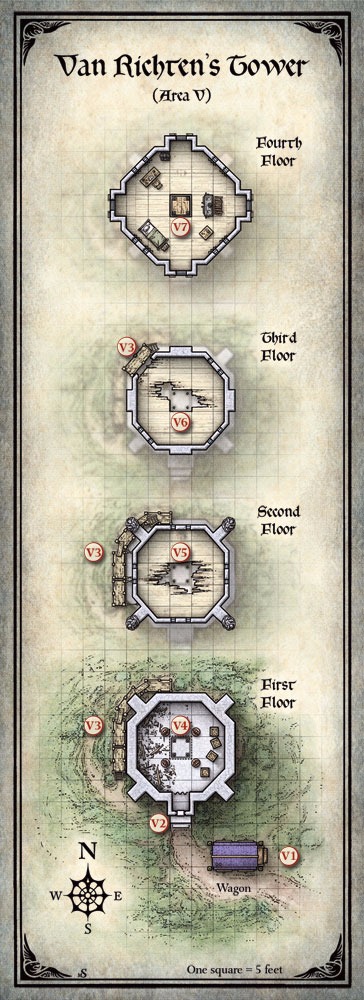 Van Richten's Tower
(Area V)
Fourth
Floor
V7
Third
Floor
V3
V6
Second
Floor
V3
V5
First
Floor
V3
V4
V2
V1
Wagon
N
W
E
S
One square = 5 feet